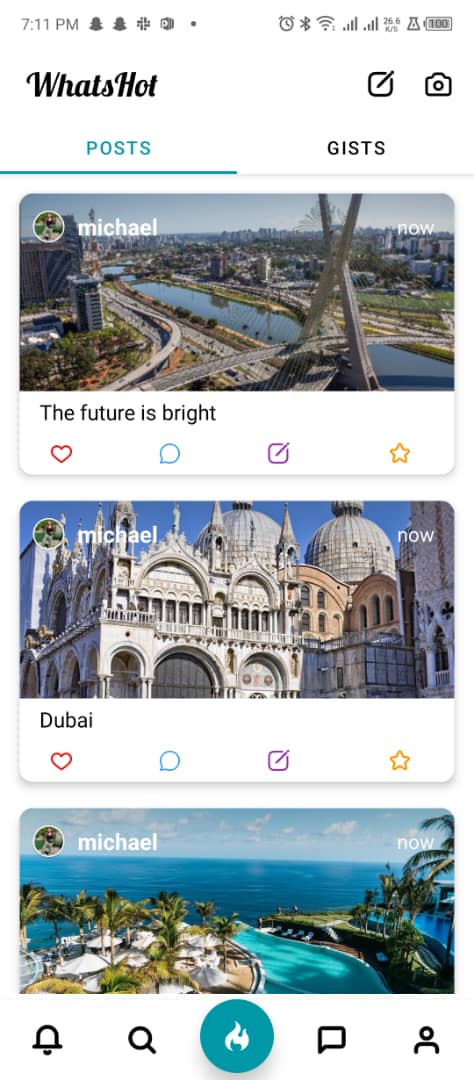 7:11 PM
26.6
K/S
100
WhatsHot
POSTS
GISTS
michael
now
The future is bright
michael
now
Dubai
michael
now